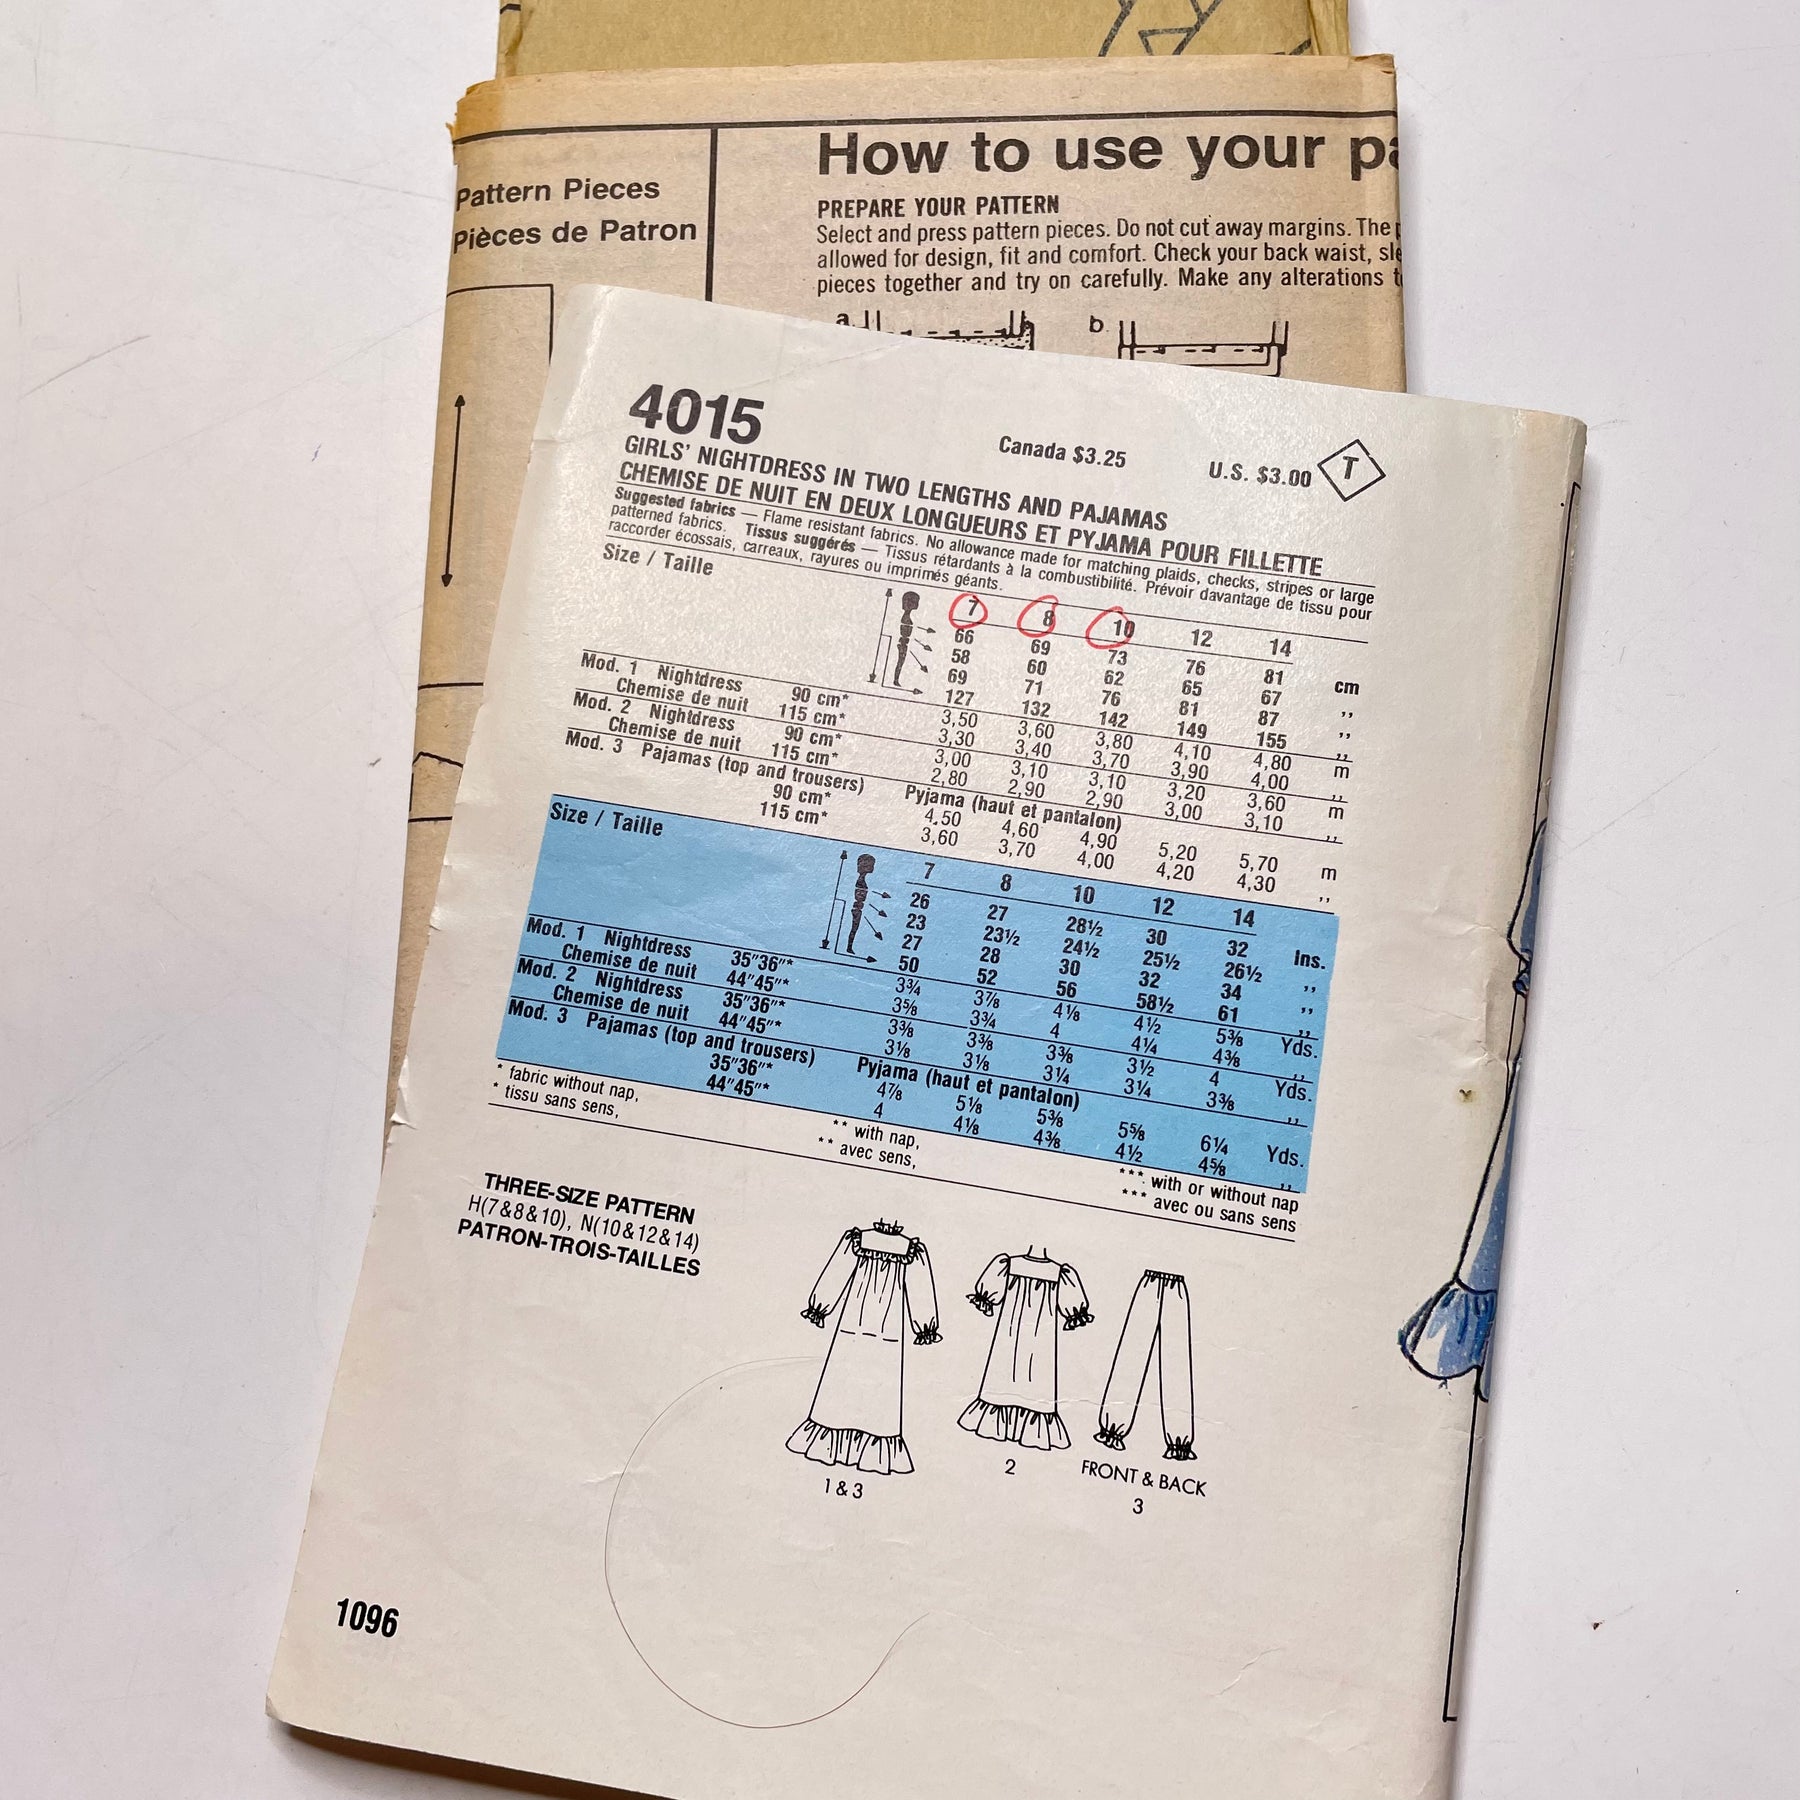 How to use your
Pattern Pieces
Pièces de Patron
PREPARE YOUR PATTERN
Select and press pattern pieces. Do not cut away margins. The
allowed for design, fit and comfort. Check your back waist,
pieces together and try on carefully. Make any alterations
a b
4015
Canada $3.25 U.S. $3.00 T
GIRLS' NIGHTDRESS IN TWO LENGTHS AND PAJAMAS
CHEMISE DE NUIT EN DEUX LONGUEURS ET PYJAMA POUR FILLETTE
Suggested fabrics — Flame resistant fabrics. No allowance made for matching plaids, checks, stripes or large
patterned fabrics. Tissus suggérés — Tissus rétardants à la combustibilité. Prévoir davantage de tissu pour
raccorder écossais, carreaux, rayures ou imprimés géants.
Size / Taille 7 8 10 12 14
66 69 73 76 81 cm
58 60 62 65 67 ,,
69 71 76 81 87 ,,
127 132 142 149 155 ,,
Mod. 1 Nightdress 90 cm* 3,50 3,60 3,80 4,10 4,80 m
Chemise de nuit 115 cm* 3,30 3,40 3,70 3,90 4,00 ,,
Mod. 2 Nightdress 90 cm* 3,00 3,10 3,10 3,20 3,60 m
Chemise de nuit 115 cm* 2,80 2,90 2,90 3,00 3,10 ,,
Mod. 3 Pajamas (top and trousers) Pyjama (haut et pantalon)
90 cm* 4,50 4,60 4,90 5,20 5,70 m
115 cm* 3,60 3,70 4,00 4,20 4,30 ,,
Size / Taille 7 8 10 12 14
26 27 28½ 30 32 Ins.
23 23½ 24½ 25½ 26½ ,,
27 28 30 32 34 ,,
50 52 56 58½ 61 ,,
Mod. 1 Nightdress 35"36"* 3¾ 3⅞ 4⅛ 4½ 5⅜ Yds.
Chemise de nuit 44"45"* 3⅝ 3¾ 4 4¼ 4⅜ ,,
Mod. 2 Nightdress 35"36"* 3⅜ 3⅜ 3⅜ 3½ 4 Yds.
Chemise de nuit 44"45"* 3⅛ 3⅛ 3¼ 3¼ 3⅜ ,,
Mod. 3 Pajamas (top and trousers) Pyjama (haut et pantalon)
35"36"* 4⅞ 5⅛ 5⅜ 5⅝ 6¼ Yds.
44"45"* 4 4⅛ 4⅜ 4½ 4⅝ ,,
* fabric without nap, ** with nap, *** with or without nap
* tissu sans sens, ** avec sens, *** avec ou sans sens
THREE-SIZE PATTERN
H(7&8&10), N(10&12&14)
PATRON-TROIS-TAILLES
1 & 3
2
FRONT & BACK
3
1096